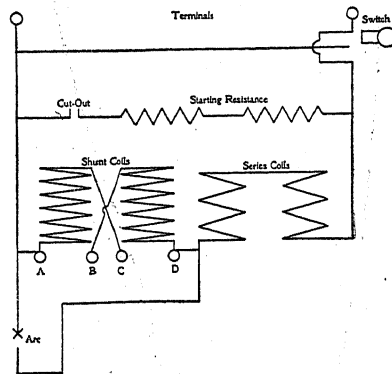 Terminals
Switch
Cut-Out
Starting Resistance
Shunt Coils
Series Coils
A
B
C
D
Arc